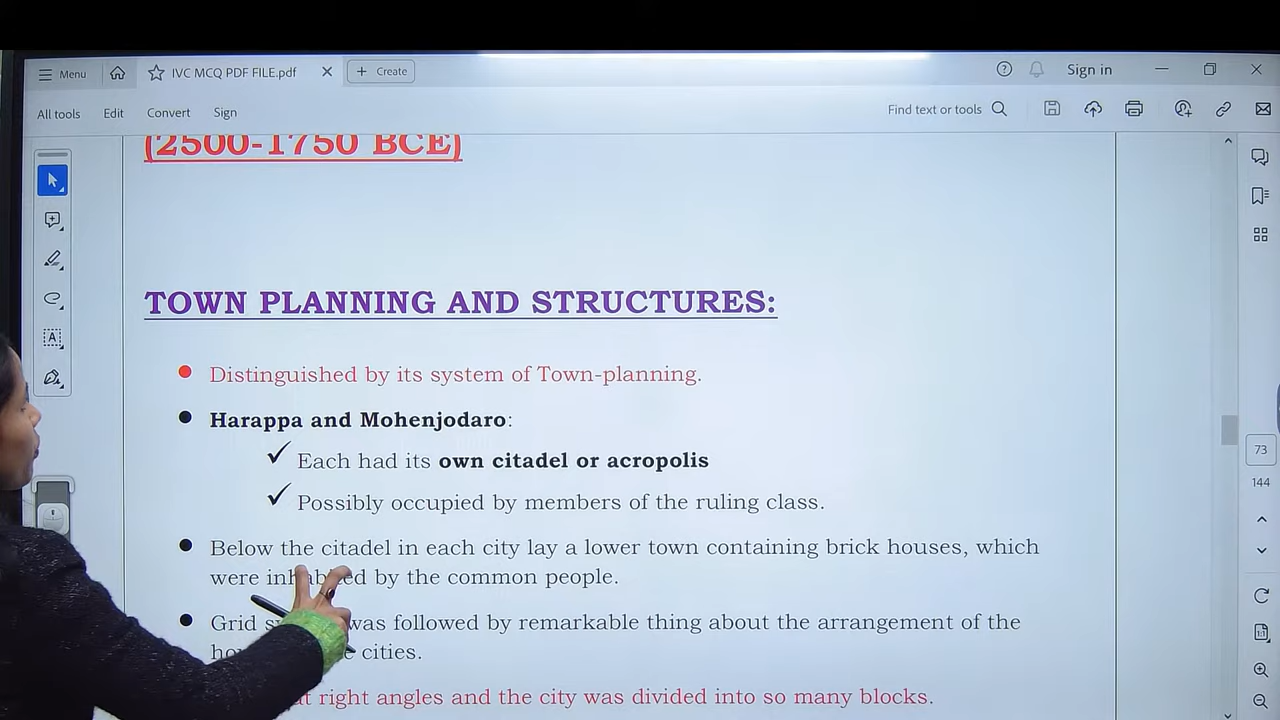 Menu
IVC MCQ PDF FILE.pdf
Create
Sign in
All tools
Edit
Convert
Sign
Find text or tools
(2500-1750 BCE)
TOWN PLANNING AND STRUCTURES:
Distinguished by its system of Town-planning.
Harappa and Mohenjodaro:
Each had its own citadel or acropolis
Possibly occupied by members of the ruling class.
Below the citadel in each city lay a lower town containing brick houses, which
were inhabited by the common people.
Grid was followed by remarkable thing about the arrangement of the
cities.
right angles and the city was divided into so many blocks.
73
144